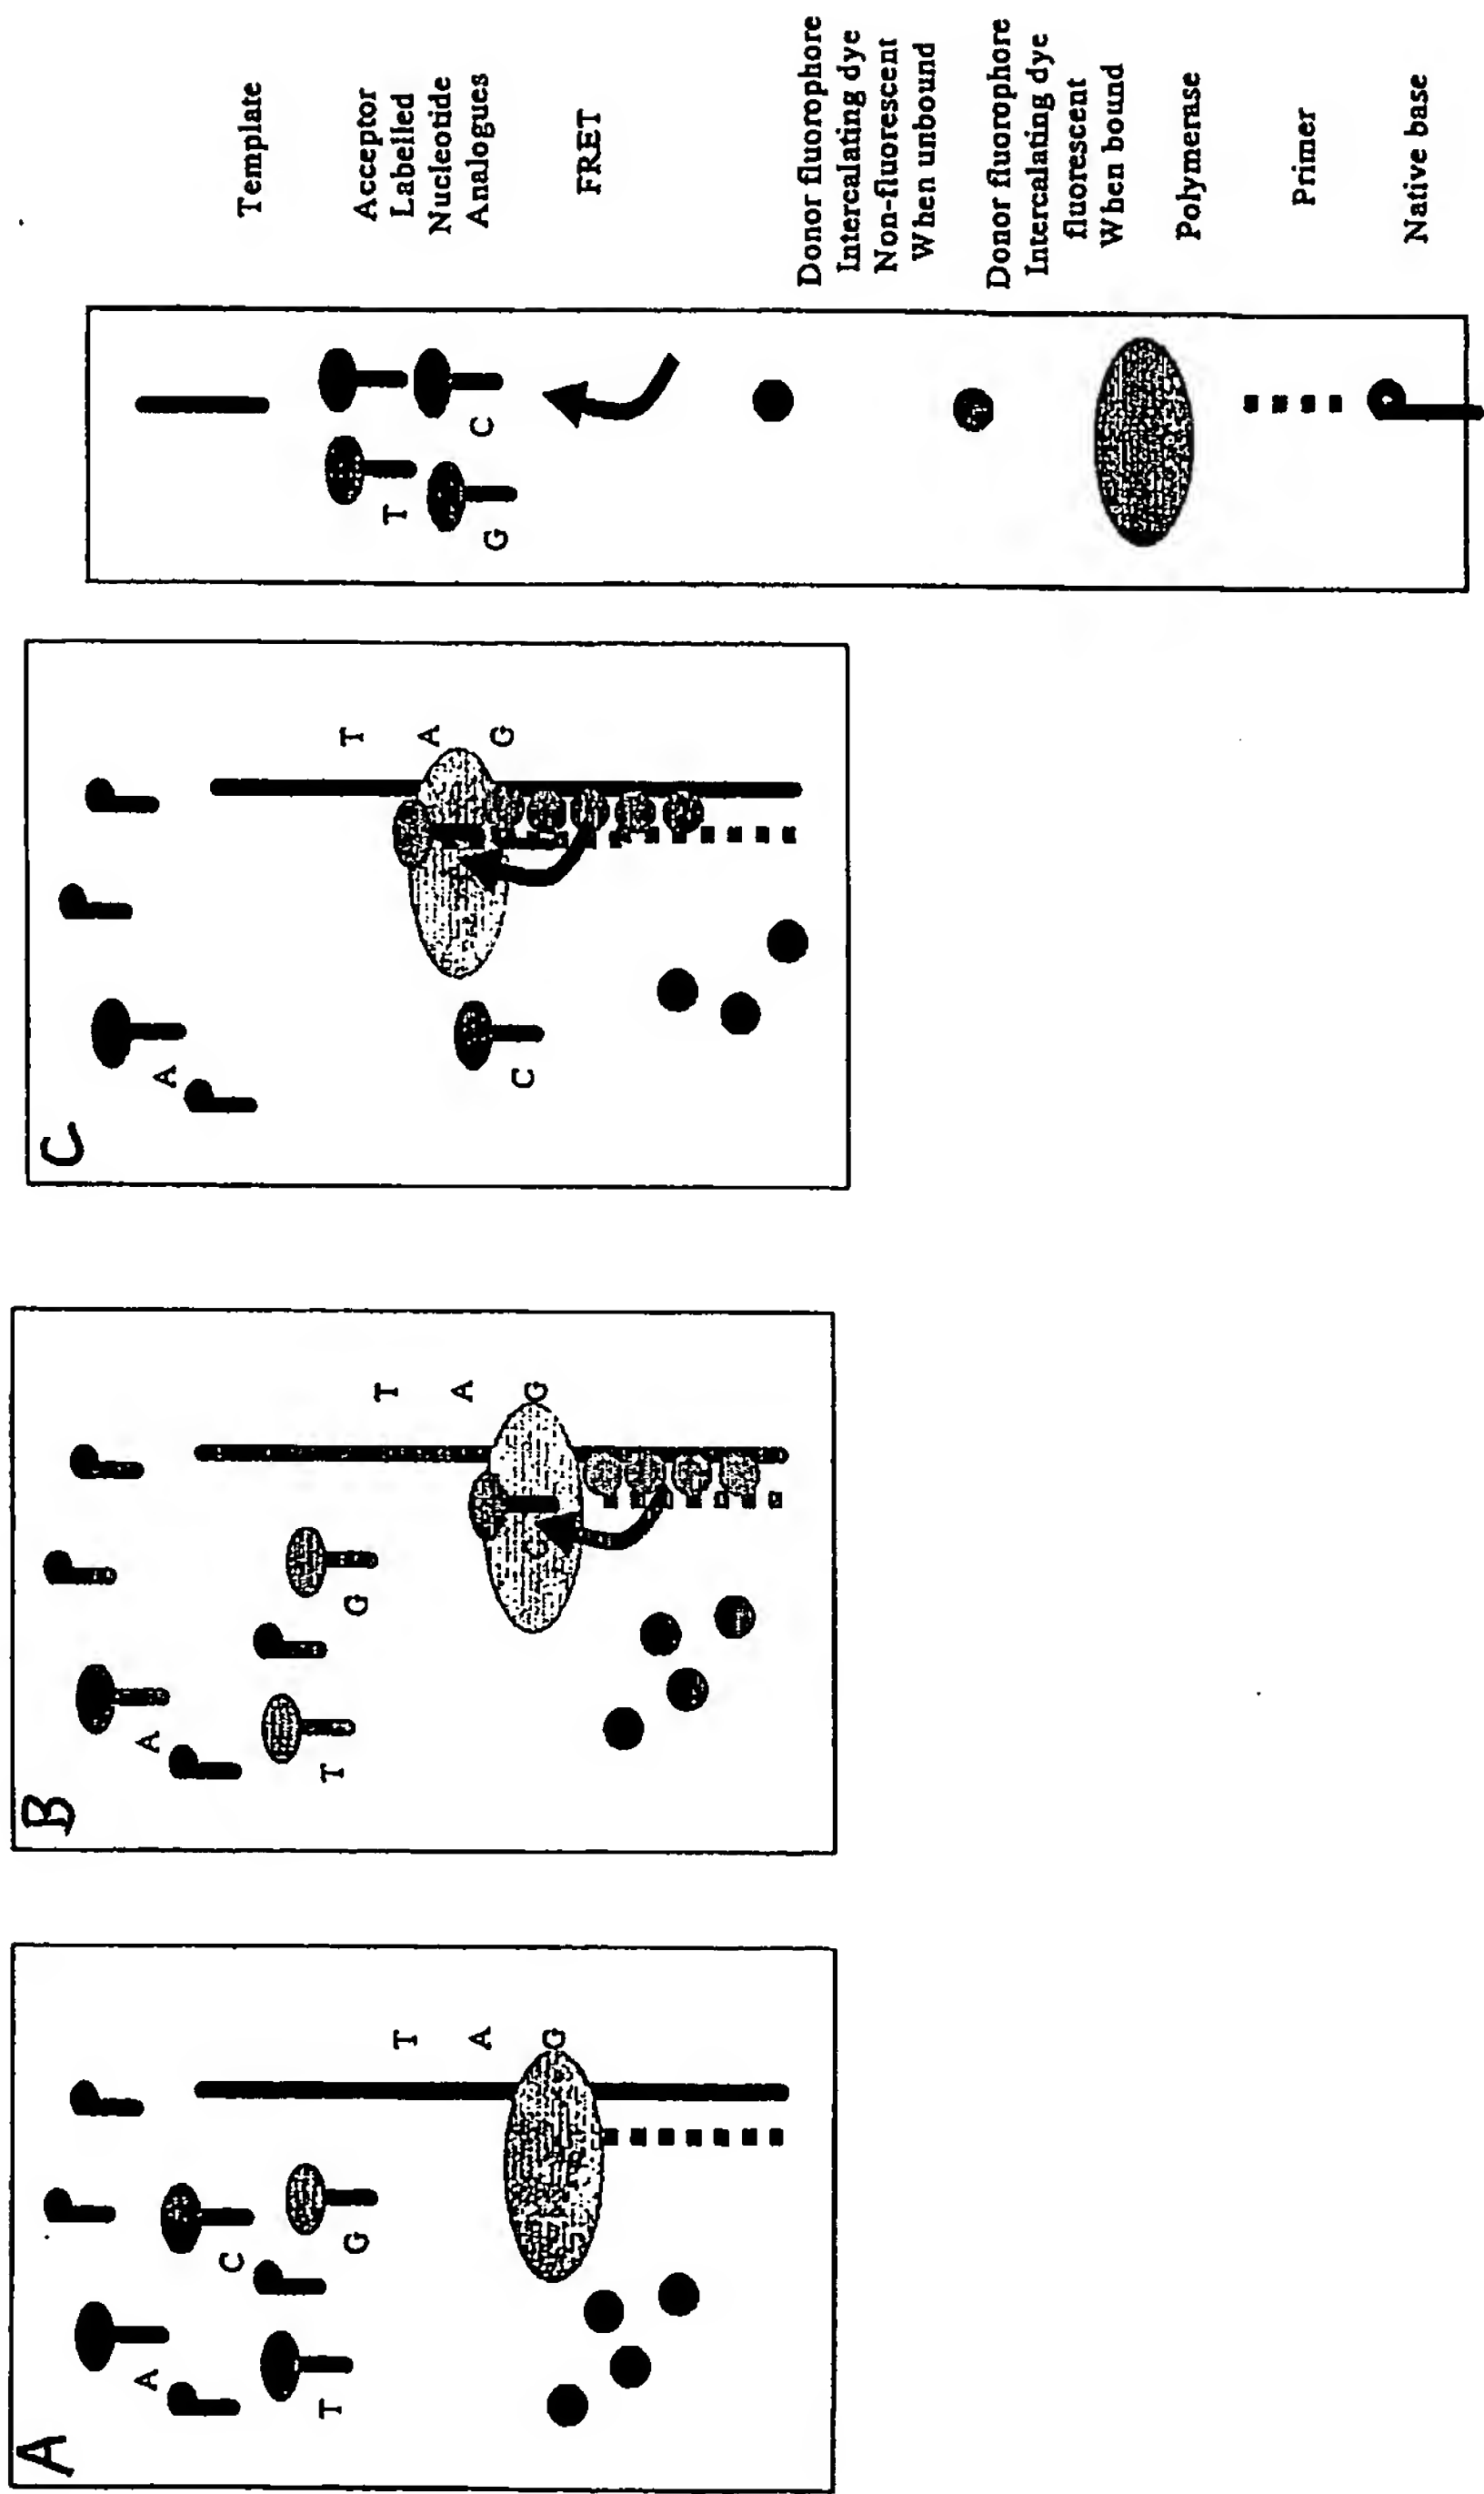 A
A
C
T
G
T
A
G
B
A
T
G
T
A
G
C
A
T
A
G
C
T
C
G
Template
Acceptor
Labelled
Nucleotide
Analogues
FRET
Donor fluorophore
Intercalating dye
Non-fluorescent
When unbound
Donor fluorophore
Intercalating dye
fluorescent
When bound
Polymerase
Primer
Native base